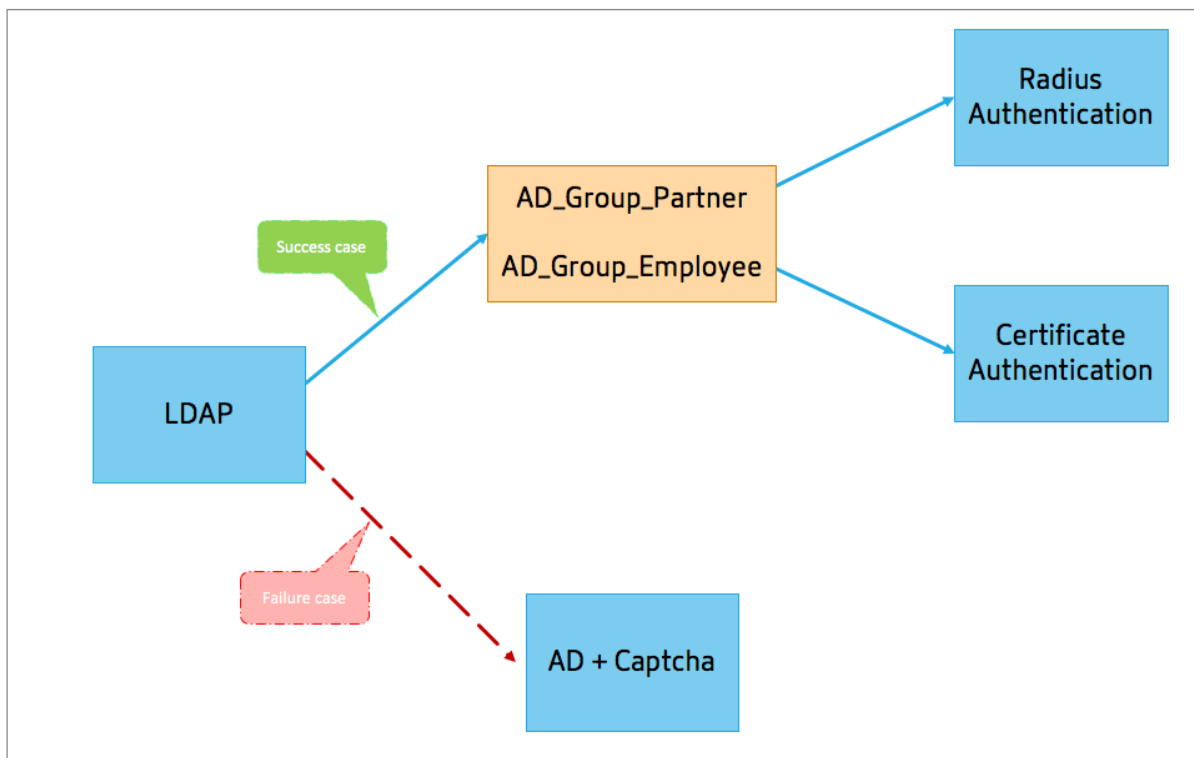 Radius
Authentication
AD_Group_Partner
AD_Group_Employee
Success case
Certificate
Authentication
LDAP
Failure case
AD + Captcha